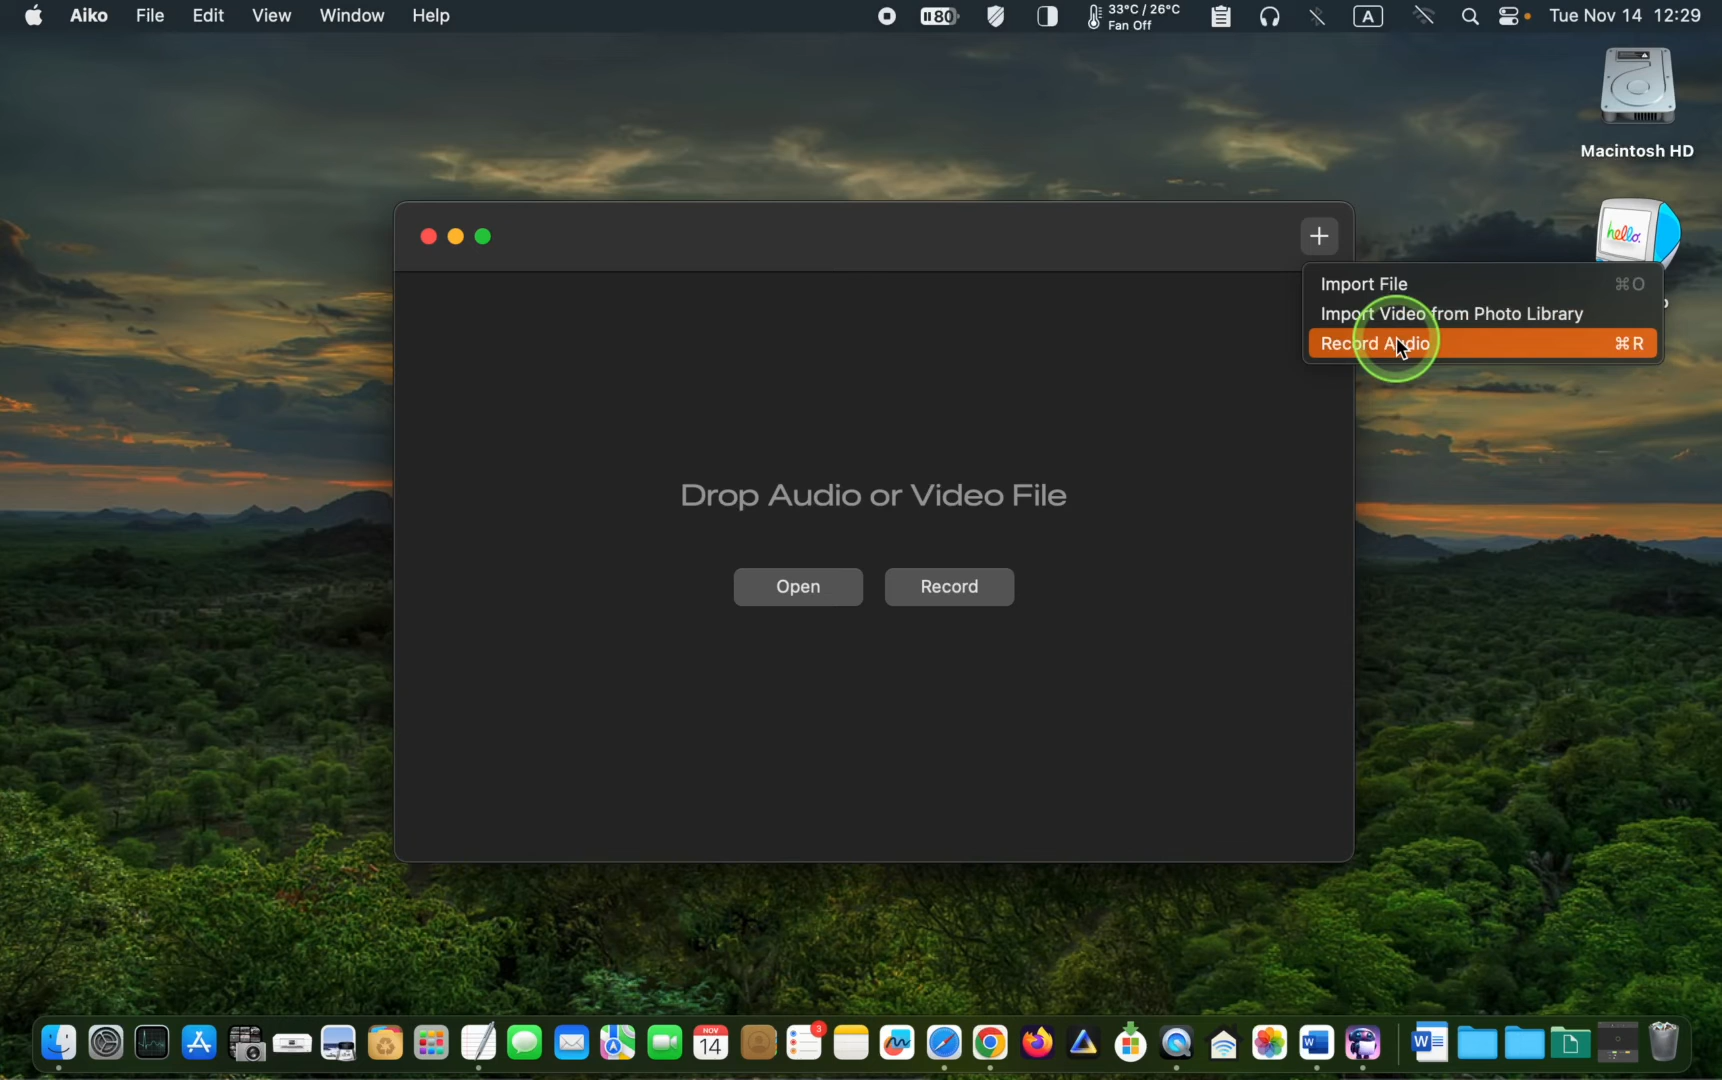 Aiko File Edit View Window Help 80 33°C / 26°C A Tue Nov 14 12:29
Fan Off
Macintosh HD
hello.
Import File ⌘O
Import Video from Photo Library
Record Audio ⌘R
Drop Audio or Video File
Open Record
NOV
14
3
W
W